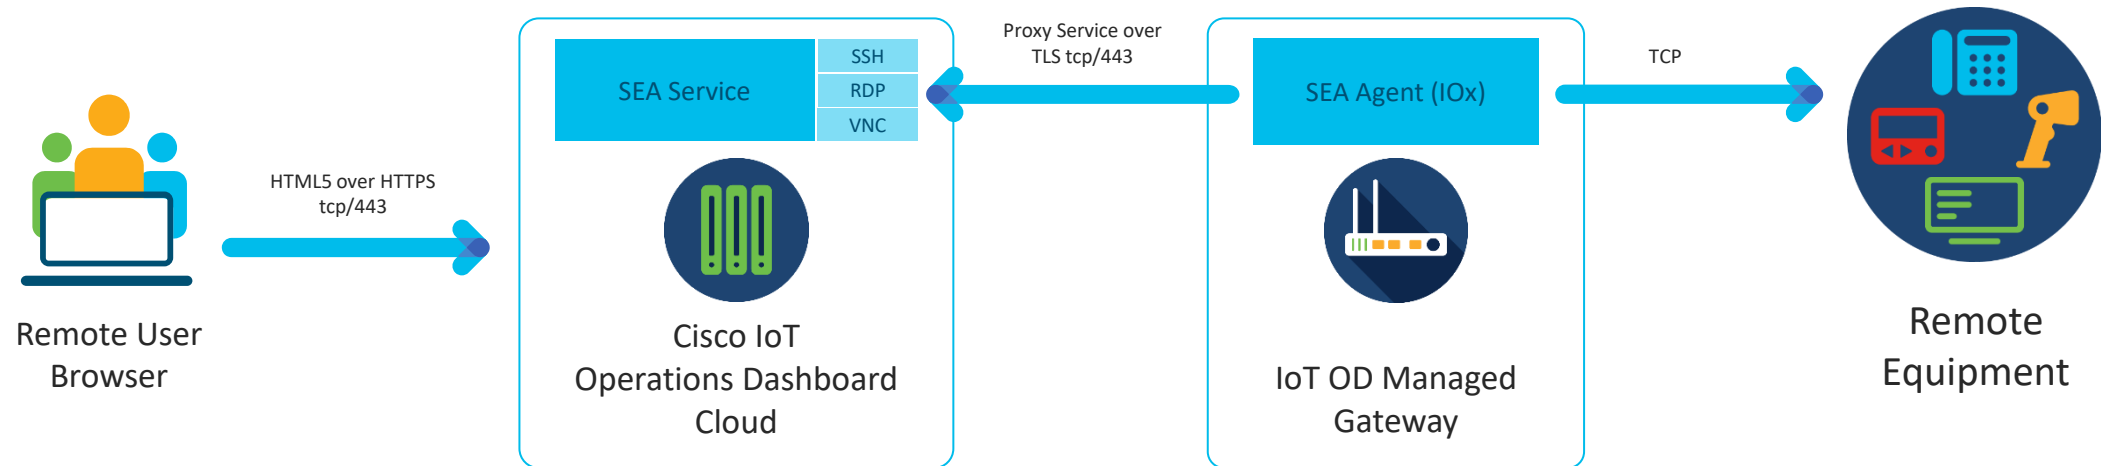 Remote User
Browser
HTML5 over HTTPS
tcp/443
SEA Service
SSH
RDP
VNC
Cisco IoT
Operations Dashboard
Cloud
Proxy Service over
TLS tcp/443
SEA Agent (IOx)
IoT OD Managed
Gateway
TCP
Remote
Equipment